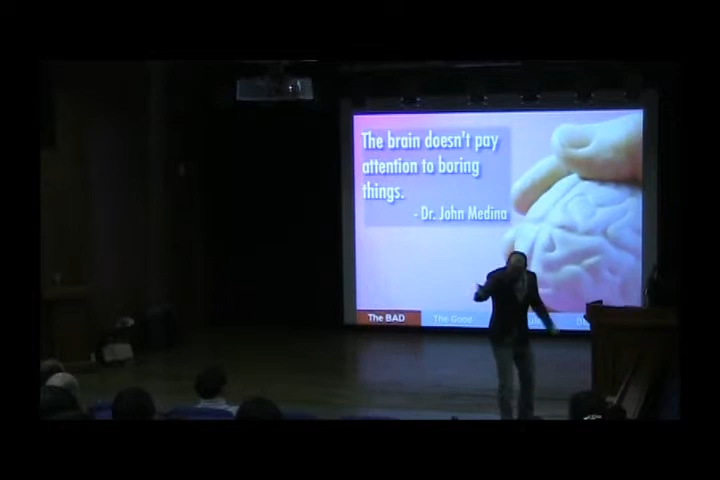 The brain doesn't pay
attention to boring
things.
- Dr. John Medina
The BAD
The Good